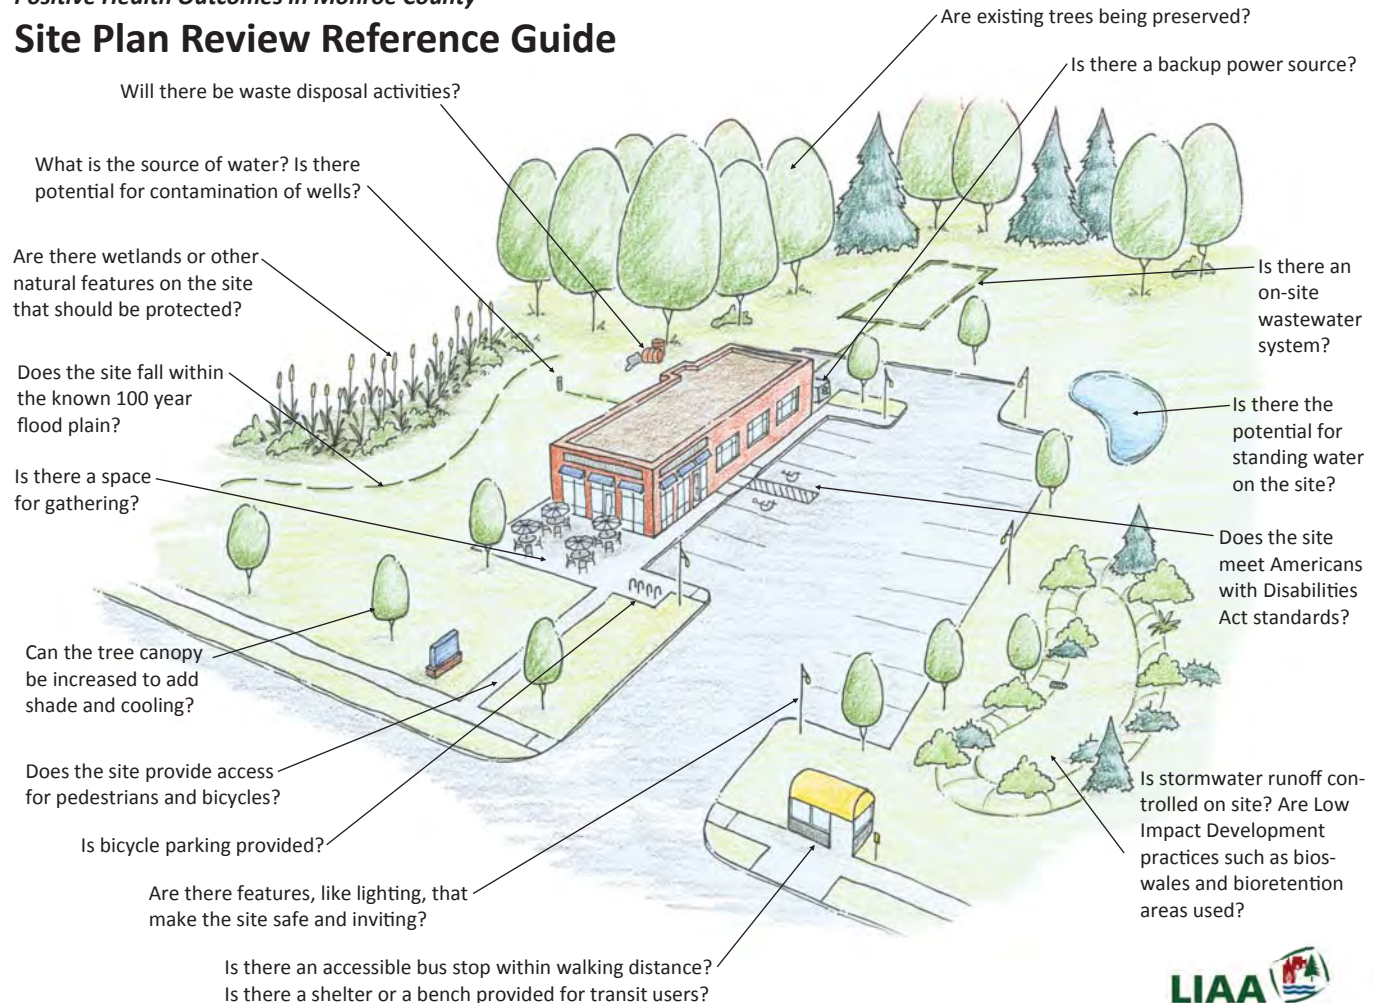 Positive Health Outcomes in Monroe County
Site Plan Review Reference Guide
Are existing trees being preserved?
Is there a backup power source?
Will there be waste disposal activities?
What is the source of water? Is there
potential for contamination of wells?
Are there wetlands or other
natural features on the site
that should be protected?
Does the site fall within
the known 100 year
flood plain?
Is there a space
for gathering?
Can the tree canopy
be increased to add
shade and cooling?
Does the site provide access
for pedestrians and bicycles?
Is bicycle parking provided?
Are there features, like lighting, that
make the site safe and inviting?
Is there an accessible bus stop within walking distance?
Is there a shelter or a bench provided for transit users?
Is there an
on-site
wastewater
system?
Is there the
potential for
standing water
on the site?
Does the site
meet Americans
with Disabilities
Act standards?
Is stormwater runoff con-
trolled on site? Are Low
Impact Development
practices such as bios-
wales and bioretention
areas used?
LIAA